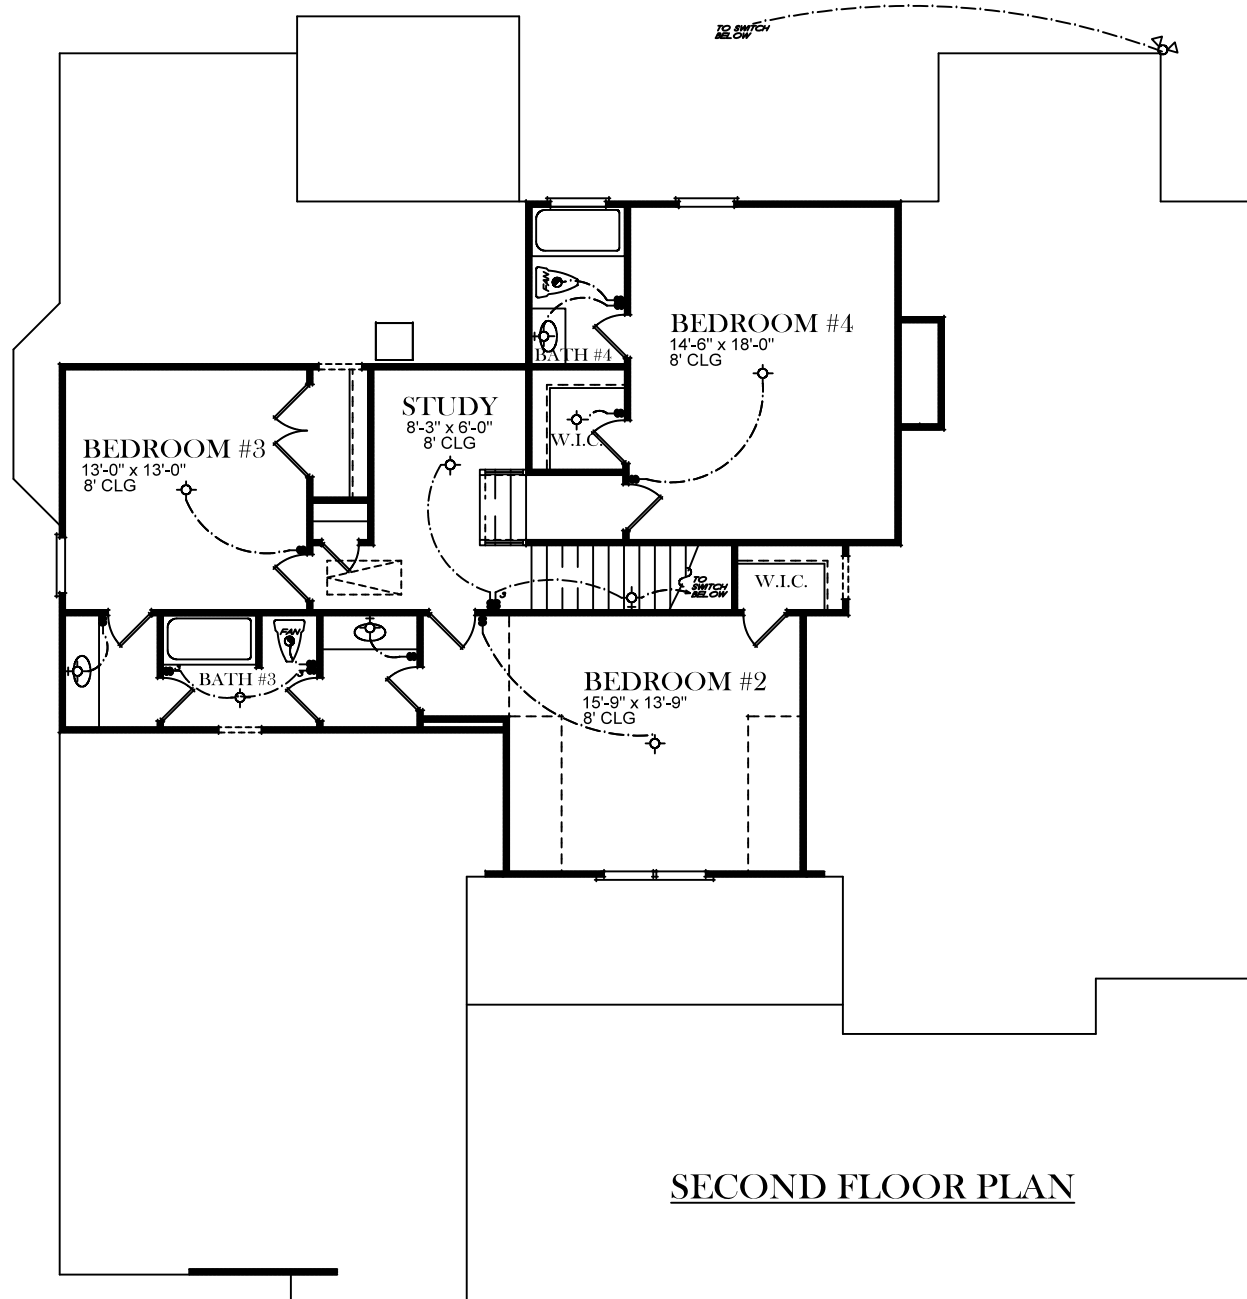 TO SWITCH
BELOW
FAN
BATH #4
BEDROOM #4
14'-6" x 18'-0"
8' CLG
STUDY
8'-3" x 6'-0"
8' CLG
W.I.C.
BEDROOM #3
13'-0" x 13'-0"
8' CLG
TO
SWITCH
BELOW
W.I.C.
FAN
BATH #3
BEDROOM #2
15'-9" x 13'-9"
8' CLG
SECOND FLOOR PLAN